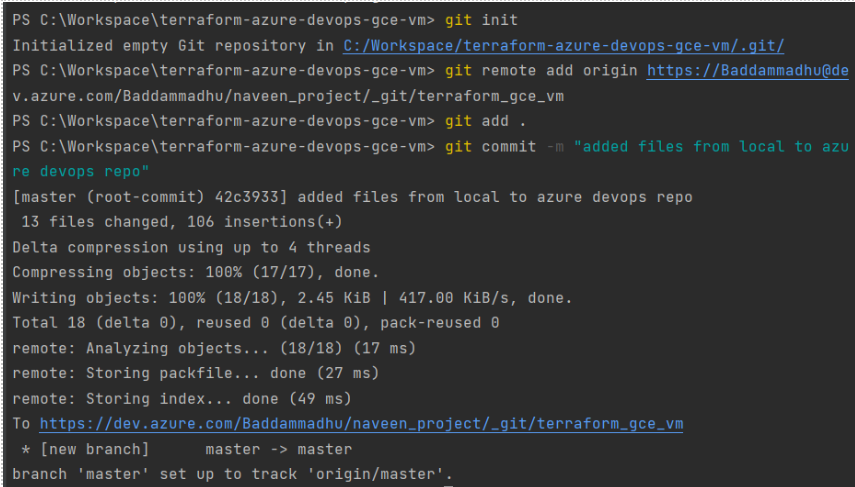 PS C:\Workspace\terraform-azure-devops-gce-vm> git init
Initialized empty Git repository in C:/Workspace/terraform-azure-devops-gce-vm/.git/
PS C:\Workspace\terraform-azure-devops-gce-vm> git remote add origin https://Baddammadhu@de
v.azure.com/Baddammadhu/naveen_project/_git/terraform_gce_vm
PS C:\Workspace\terraform-azure-devops-gce-vm> git add .
PS C:\Workspace\terraform-azure-devops-gce-vm> git commit -m "added files from local to azu
re devops repo"
[master (root-commit) 42c3933] added files from local to azure devops repo
 13 files changed, 106 insertions(+)
Delta compression using up to 4 threads
Compressing objects: 100% (17/17), done.
Writing objects: 100% (18/18), 2.45 KiB | 417.00 KiB/s, done.
Total 18 (delta 0), reused 0 (delta 0), pack-reused 0
remote: Analyzing objects... (18/18) (17 ms)
remote: Storing packfile... done (27 ms)
remote: Storing index... done (49 ms)
To https://dev.azure.com/Baddammadhu/naveen_project/_git/terraform_gce_vm
 * [new branch]      master -> master
branch 'master' set up to track 'origin/master'.